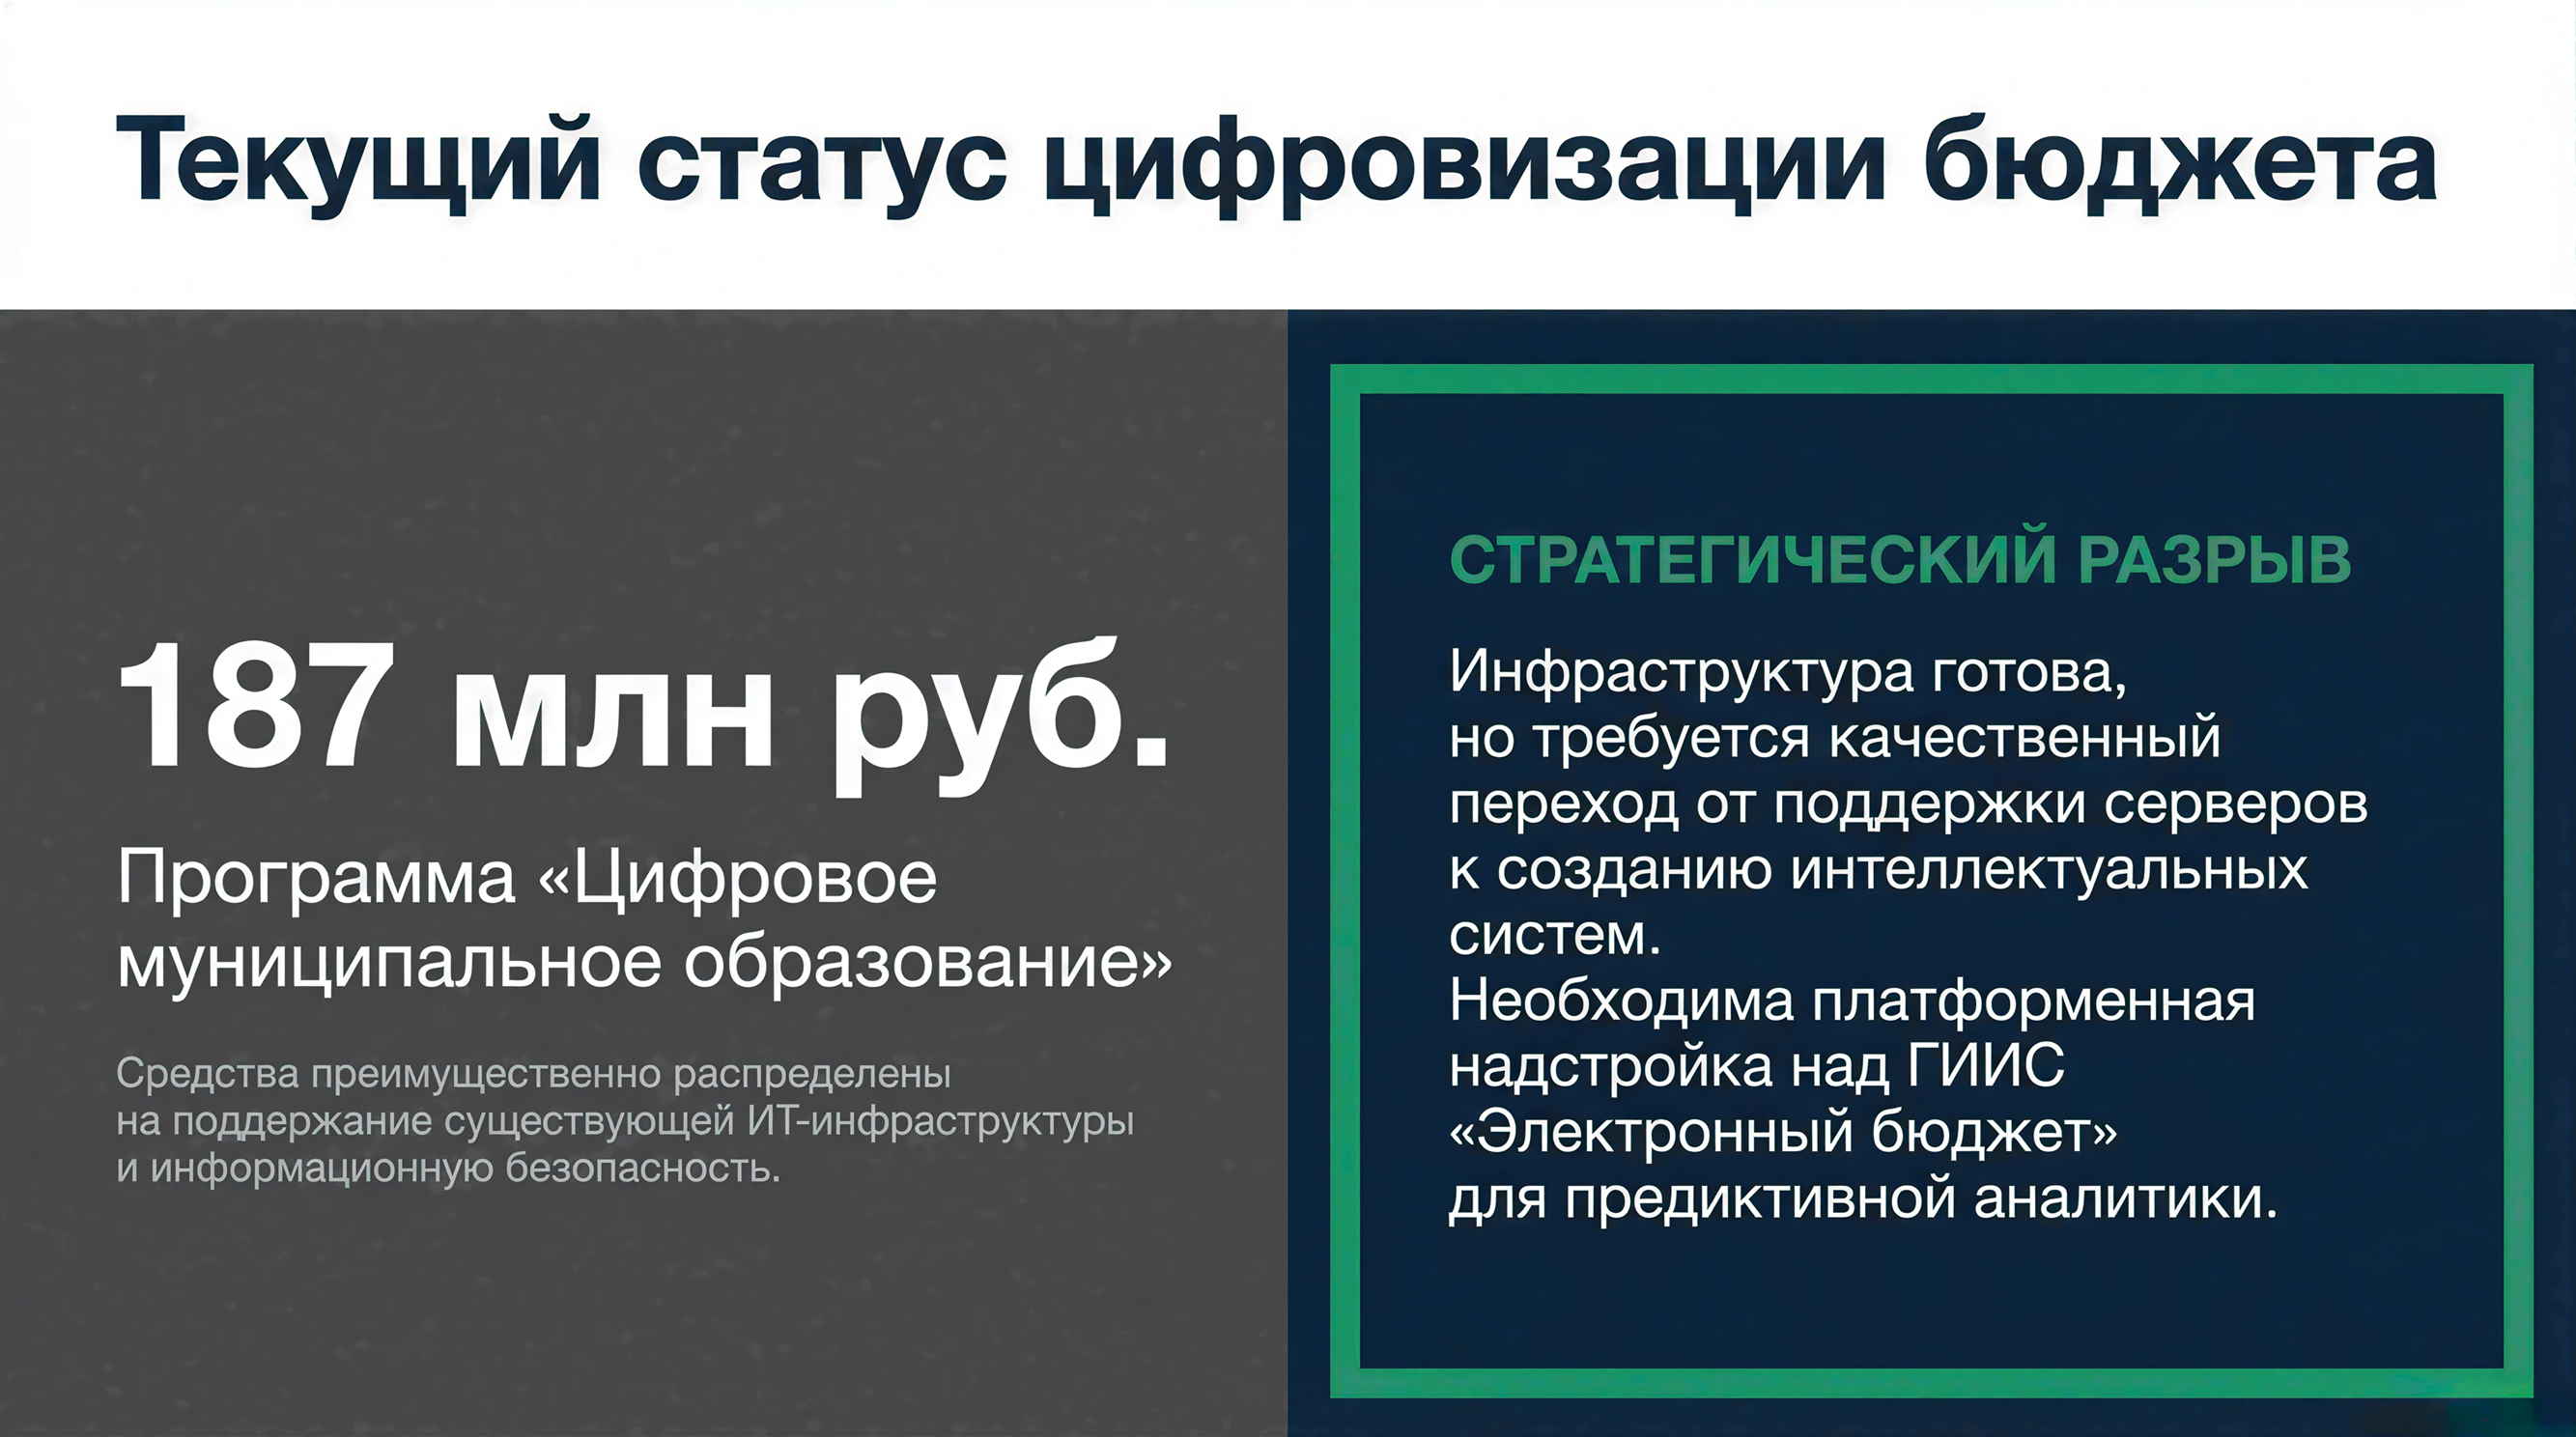 Текущий статус цифровизации бюджета
187 млн руб.
Программа «Цифровое
муниципальное образование»
Средства преимущественно распределены
на поддержание существующей ИТ-инфраструктуры
и информационную безопасность.
СТРАТЕГИЧЕСКИЙ РАЗРЫВ
Инфраструктура готова,
но требуется качественный
переход от поддержки серверов
к созданию интеллектуальных
систем.
Необходима платформенная
надстройка над ГИИС
«Электронный бюджет»
для предиктивной аналитики.